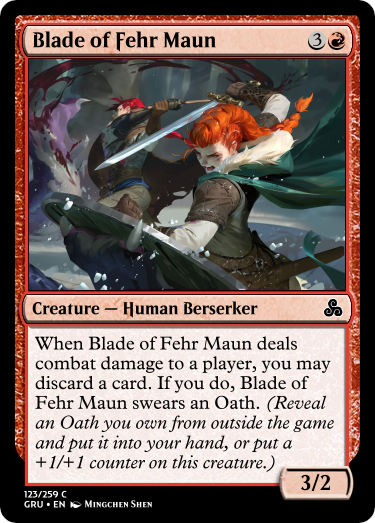 Blade of Fehr Maun 3
Creature — Human Berserker
When Blade of Fehr Maun deals
combat damage to a player, you may
discard a card. If you do, Blade of
Fehr Maun swears an Oath. (Reveal
an Oath you own from outside the game
and put it into your hand, or put a
+1/+1 counter on this creature.)
3/2
123/259 C
GRU • EN Mingchen Shen